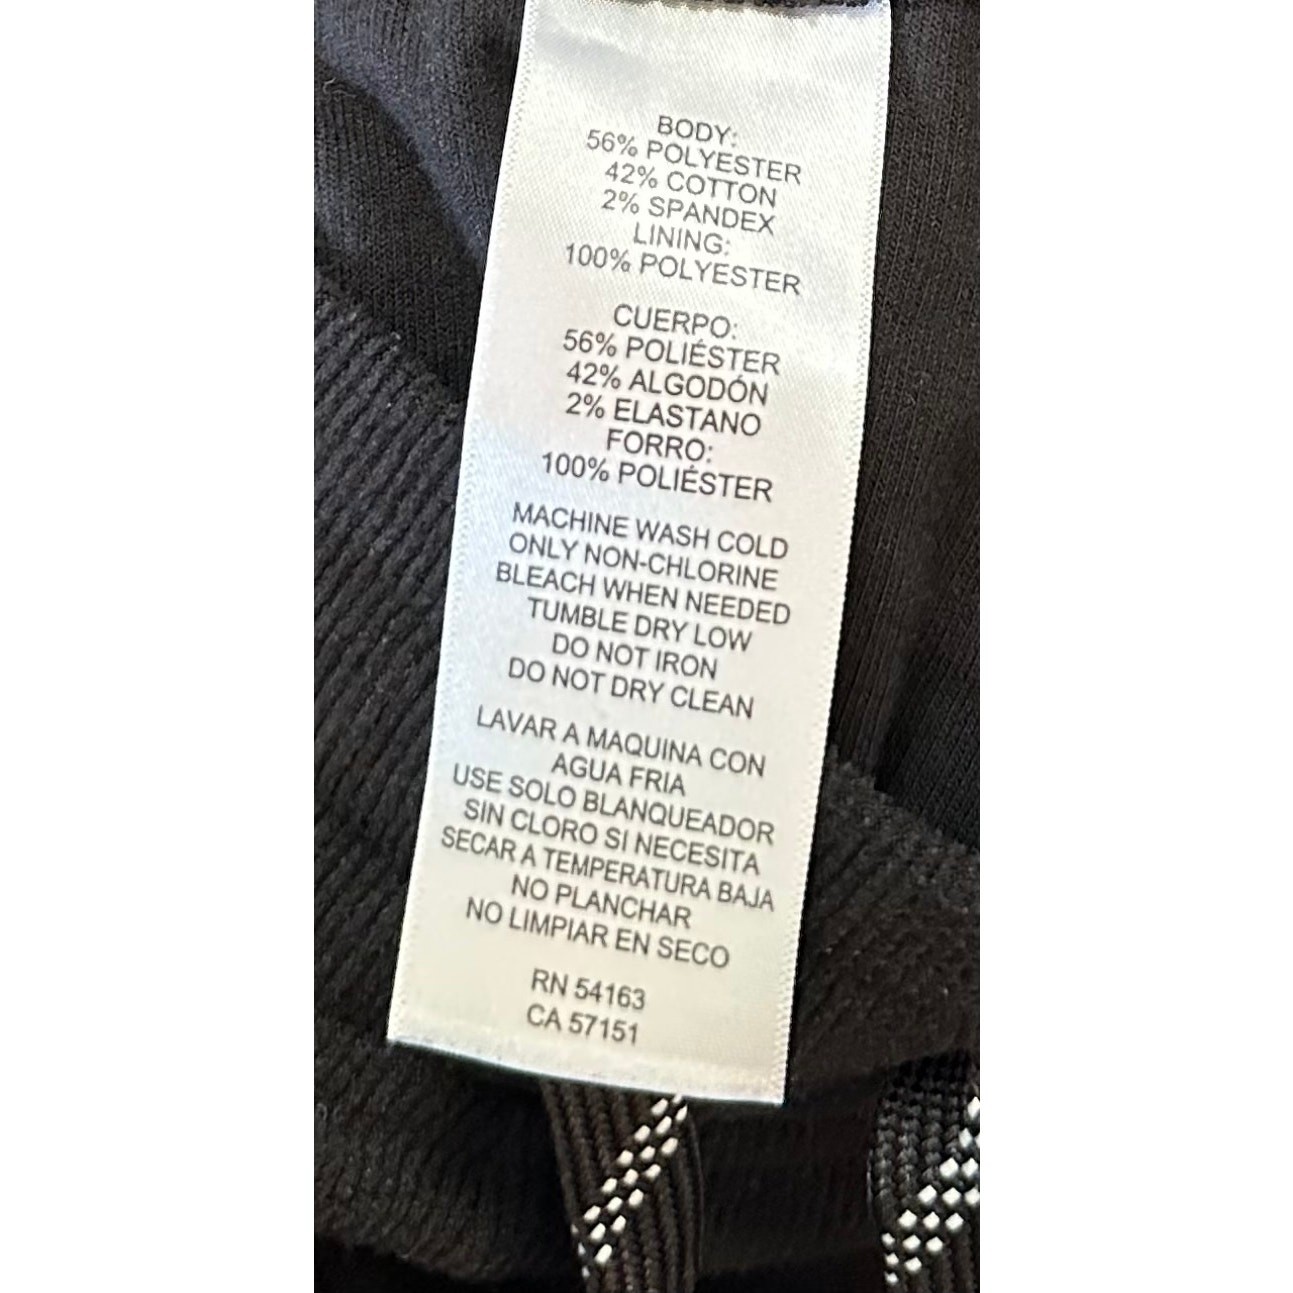 BODY:
56% POLYESTER
42% COTTON
2% SPANDEX
LINING:
100% POLYESTER
CUERPO:
56% POLIÉSTER
42% ALGODÓN
2% ELASTANO
FORRO:
100% POLIÉSTER
MACHINE WASH COLD
ONLY NON-CHLORINE
BLEACH WHEN NEEDED
TUMBLE DRY LOW
DO NOT IRON
DO NOT DRY CLEAN
LAVAR A MAQUINA CON
AGUA FRIA
USE SOLO BLANQUEADOR
SIN CLORO SI NECESITA
SECAR A TEMPERATURA BAJA
NO PLANCHAR
NO LIMPIAR EN SECO
RN 54163
CA 57151